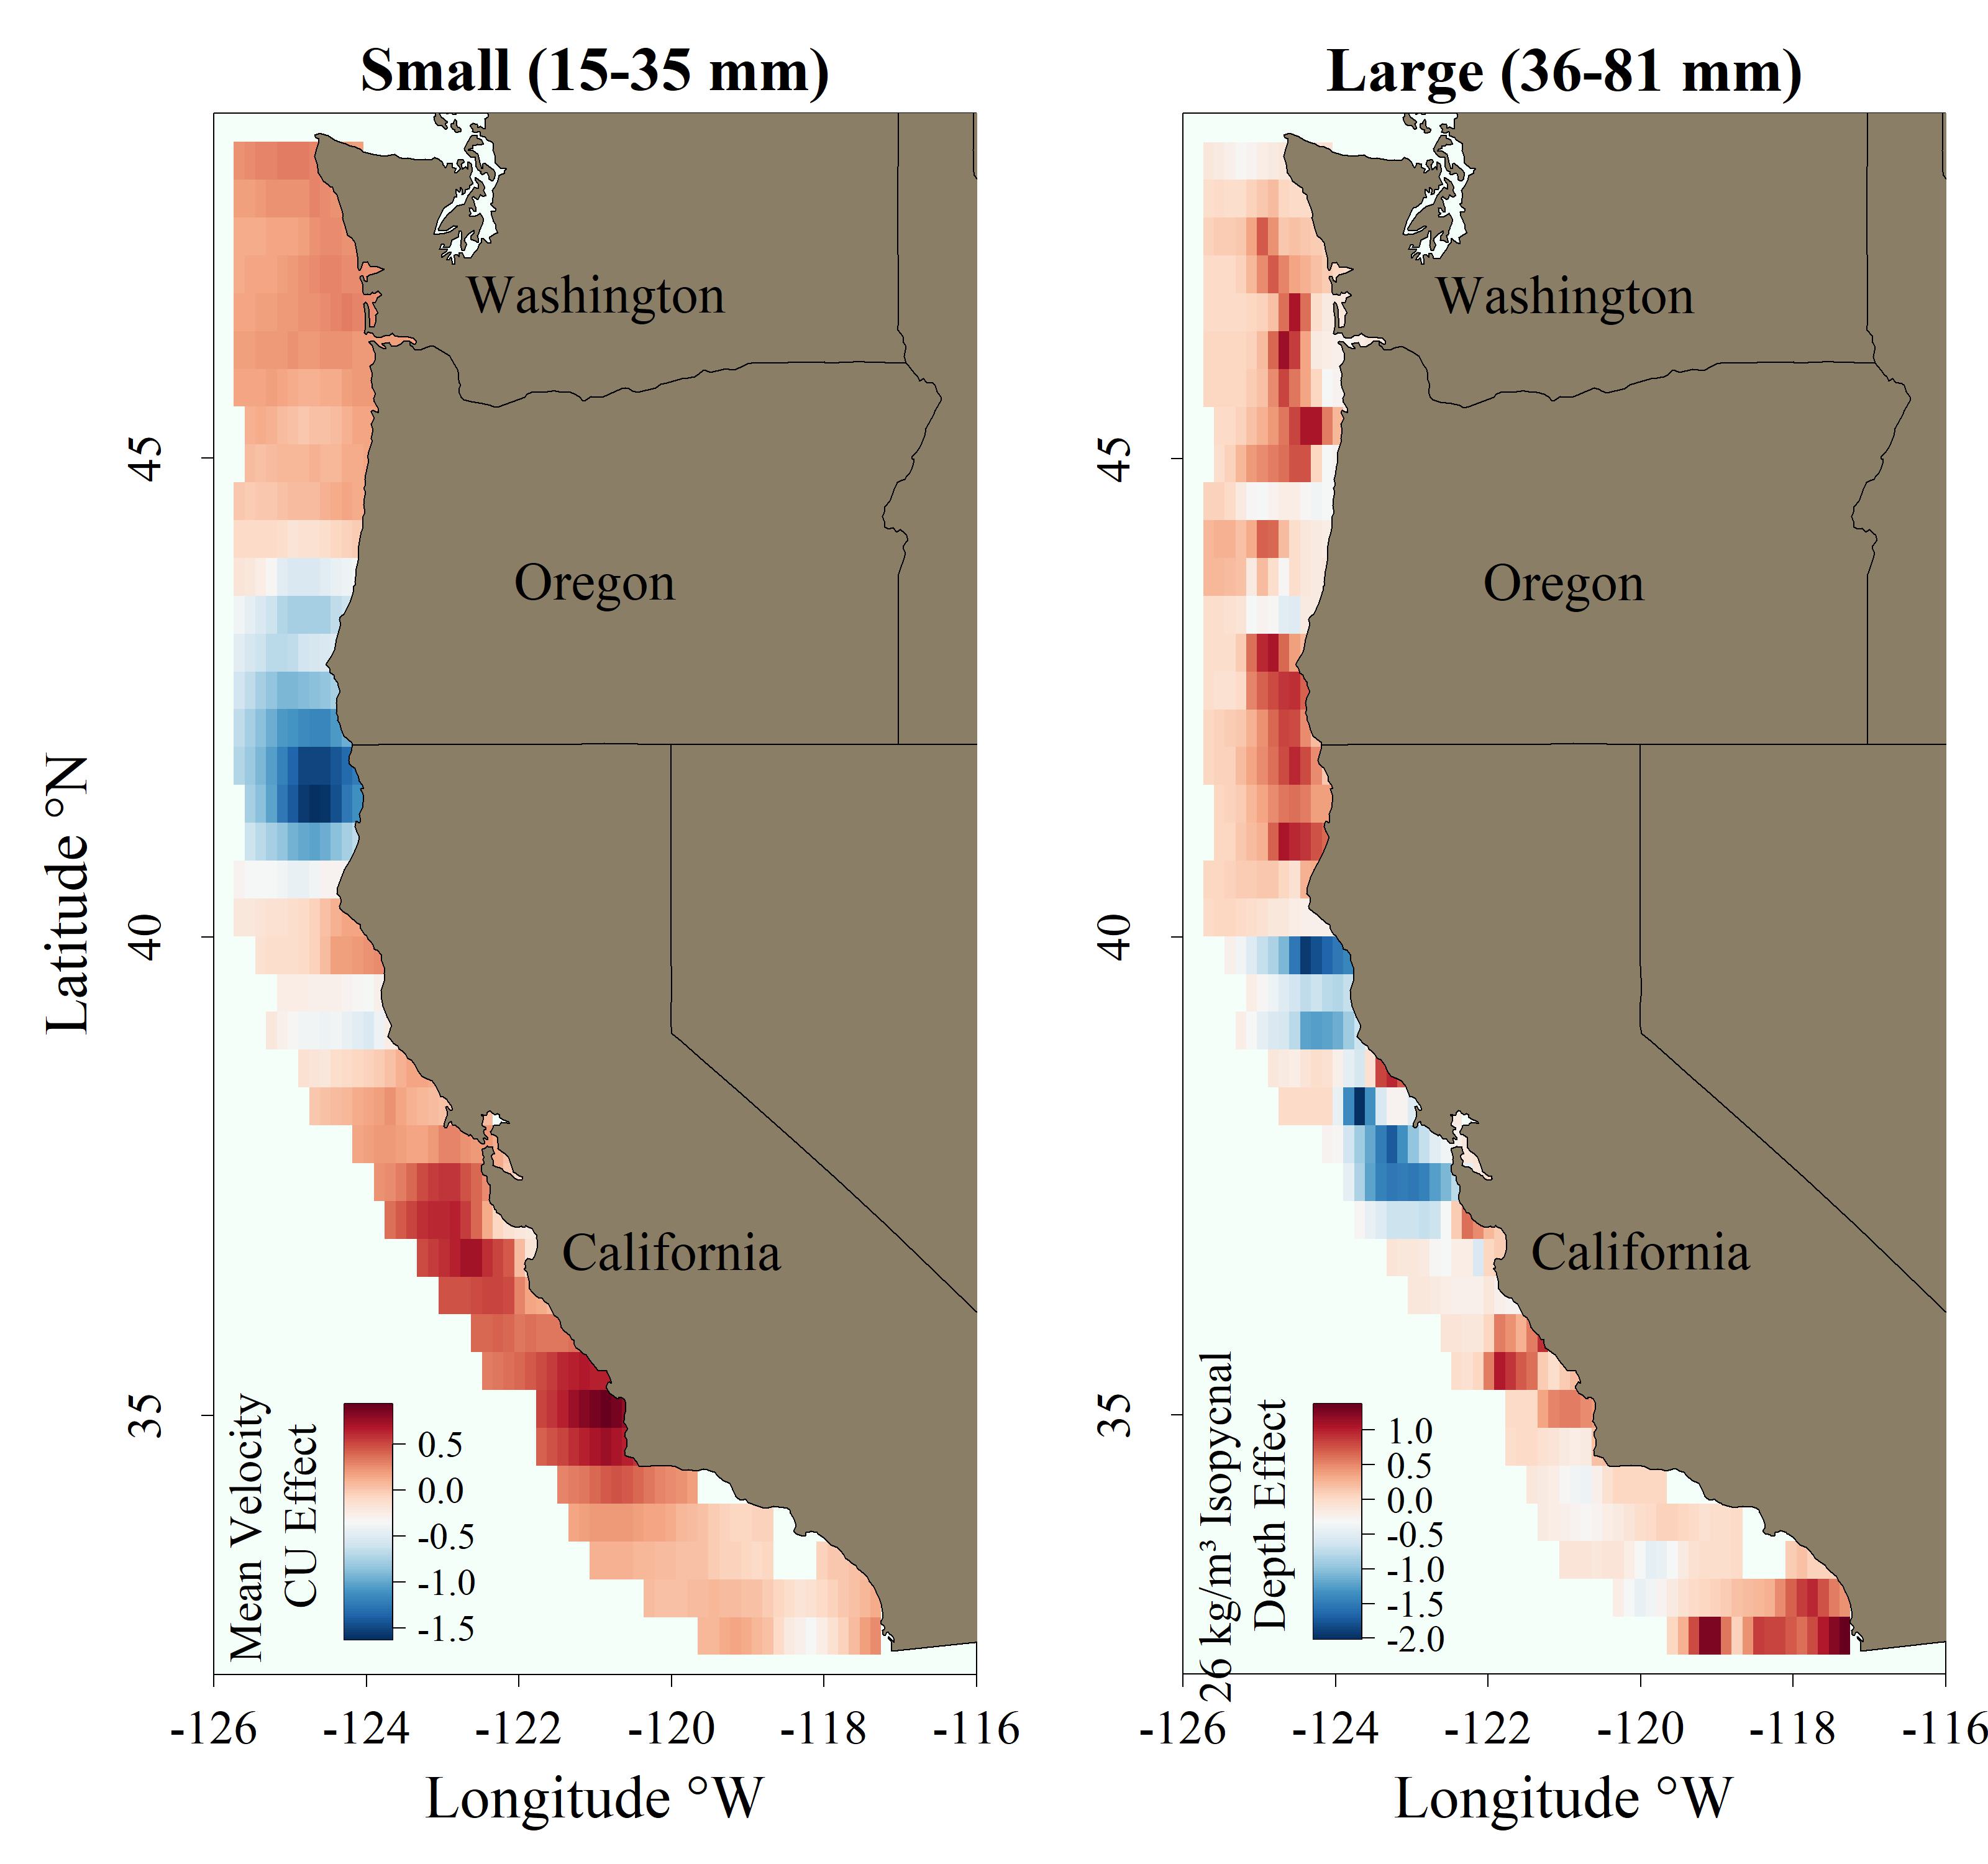 Small (15-35 mm)
Large (36-81 mm)
Latitude °N
45
40
35
Washington
Oregon
California
Mean Velocity
CU Effect
0.5
0.0
-0.5
-1.0
-1.5
-126
-124
-122
-120
-118
-116
Longitude °W
45
40
35
Washington
Oregon
California
26 kg/m³ Isopycnal
Depth Effect
1.0
0.5
0.0
-0.5
-1.0
-1.5
-2.0
-126
-124
-122
-120
-118
-116
Longitude °W